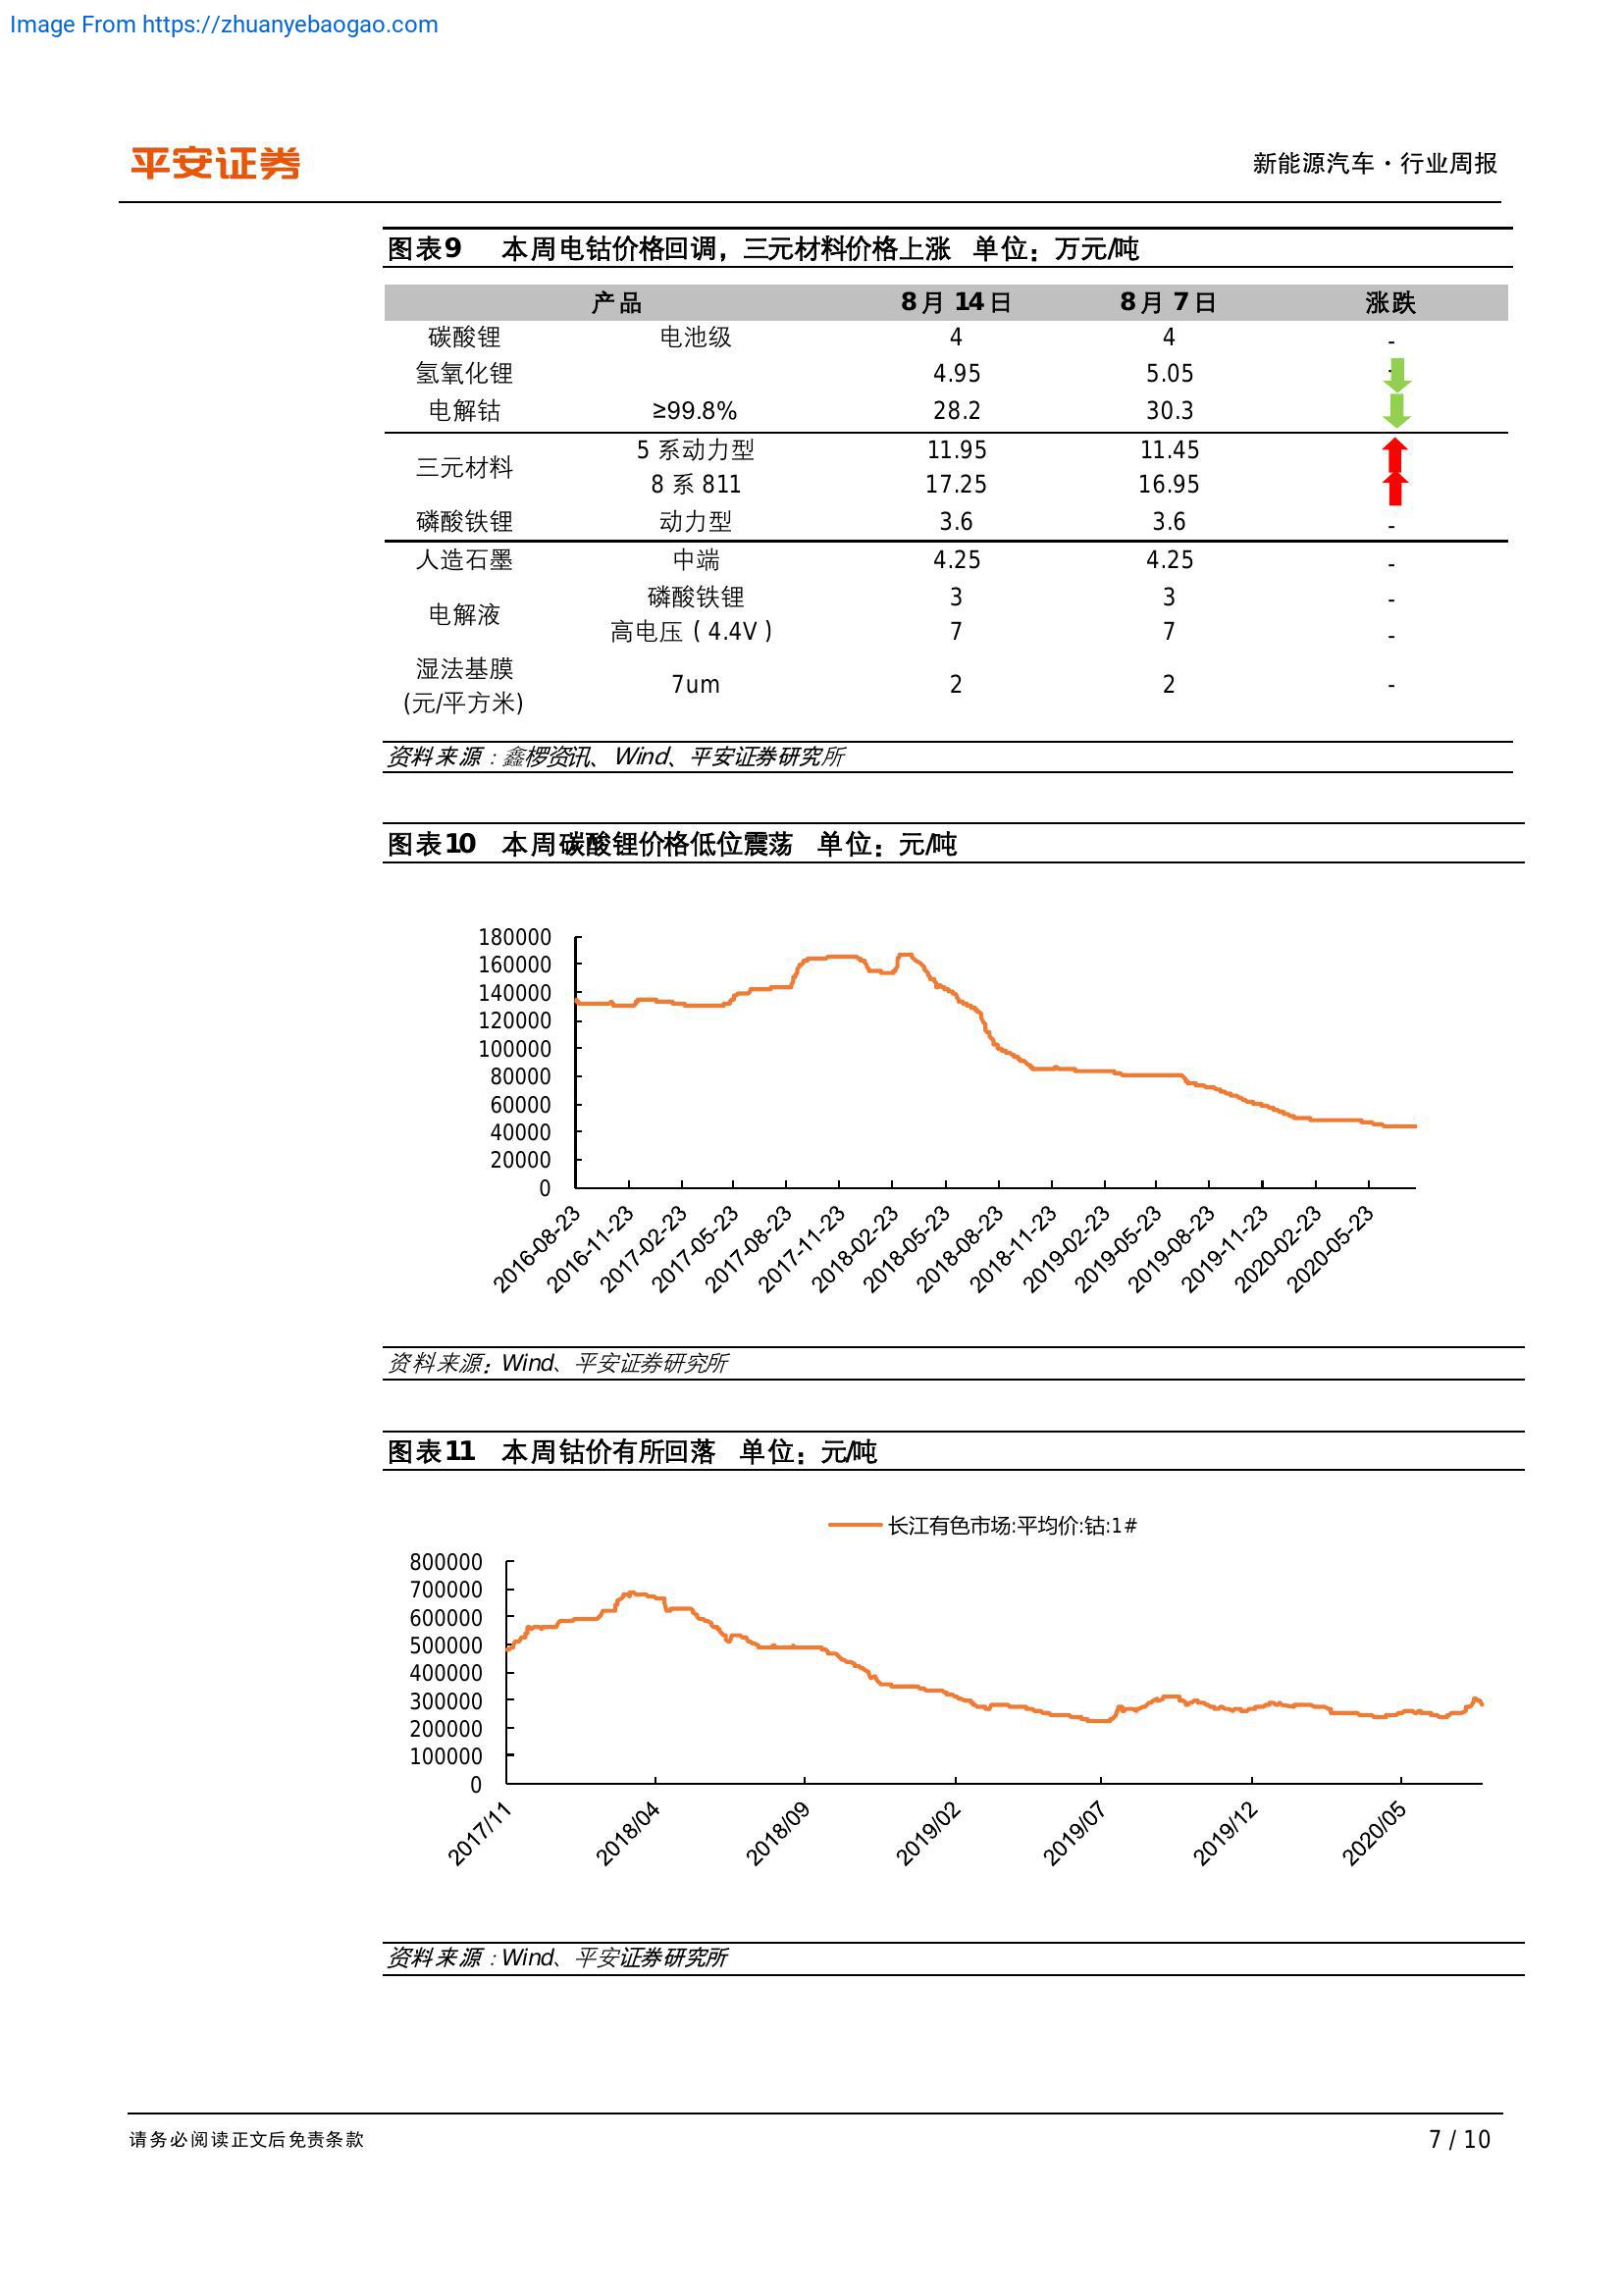 Image From https://zhuanyebaogao.com
平安证券
新能源汽车·行业周报
图表9 本周电钴价格回调，三元材料价格上涨 单位：万元/吨
产品 8月14日 8月7日 涨跌
碳酸锂 电池级 4 4 -
氢氧化锂 4.95 5.05
电解钴 ≥99.8% 28.2 30.3
三元材料 5系动力型 11.95 11.45
8系811 17.25 16.95
磷酸铁锂 动力型 3.6 3.6 -
人造石墨 中端 4.25 4.25 -
电解液 磷酸铁锂 3 3 -
高电压（4.4V） 7 7 -
湿法基膜
(元/平方米) 7um 2 2 -
资料来源：鑫椤资讯、Wind、平安证券研究所
图表10 本周碳酸锂价格低位震荡 单位：元/吨
180000
160000
140000
120000
100000
80000
60000
40000
20000
0
2016-08-23 2016-11-23 2017-02-23 2017-05-23 2017-08-23 2017-11-23 2018-02-23 2018-05-23 2018-08-23 2018-11-23 2019-02-23 2019-05-23 2019-08-23 2019-11-23 2020-02-23 2020-05-23
资料来源：Wind、平安证券研究所
图表11 本周钴价有所回落 单位：元/吨
长江有色市场:平均价:钴:1#
800000
700000
600000
500000
400000
300000
200000
100000
0
2017/11 2018/04 2018/09 2019/02 2019/07 2019/12 2020/05
资料来源：Wind、平安证券研究所
请务必阅读正文后免责条款
7 / 10